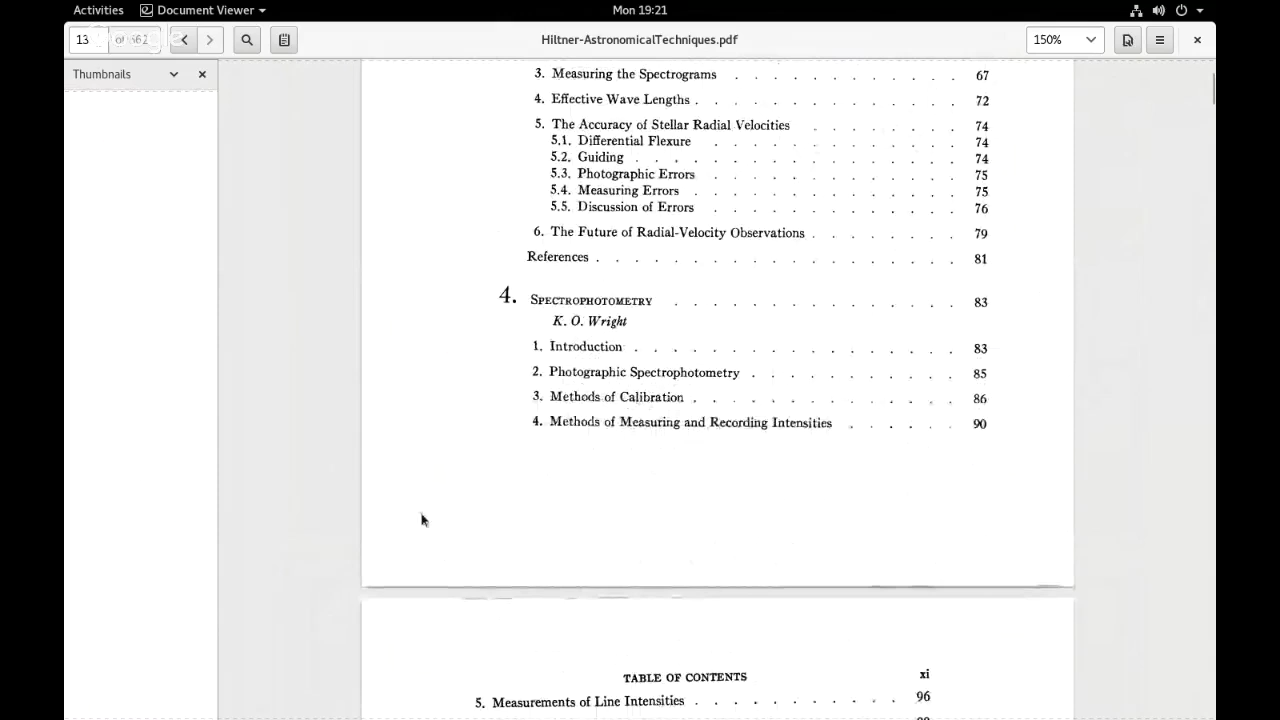 Activities Document Viewer Mon 19:21
13 of 662 Hiltner-AstronomicalTechniques.pdf 150%
Thumbnails
3. Measuring the Spectrograms . . . . . . . . . . . . 67
4. Effective Wave Lengths . . . . . . . . . . . . . . 72
5. The Accuracy of Stellar Radial Velocities . . . . . . . . 74
5.1. Differential Flexure . . . . . . . . . . . . . 74
5.2. Guiding . . . . . . . . . . . . . . . . . 74
5.3. Photographic Errors . . . . . . . . . . . . . 75
5.4. Measuring Errors . . . . . . . . . . . . . . 75
5.5. Discussion of Errors . . . . . . . . . . . . . 76
6. The Future of Radial-Velocity Observations . . . . . . . . 79
References . . . . . . . . . . . . . . . . . . . 81
4. SPECTROPHOTOMETRY . . . . . . . . . . . . . . . 83
K. O. Wright
1. Introduction . . . . . . . . . . . . . . . . . 83
2. Photographic Spectrophotometry . . . . . . . . . . . 85
3. Methods of Calibration . . . . . . . . . . . . . . 86
4. Methods of Measuring and Recording Intensities . . . . . . 90
TABLE OF CONTENTS xi
5. Measurements of Line Intensities . . . . . . . . . . . 96